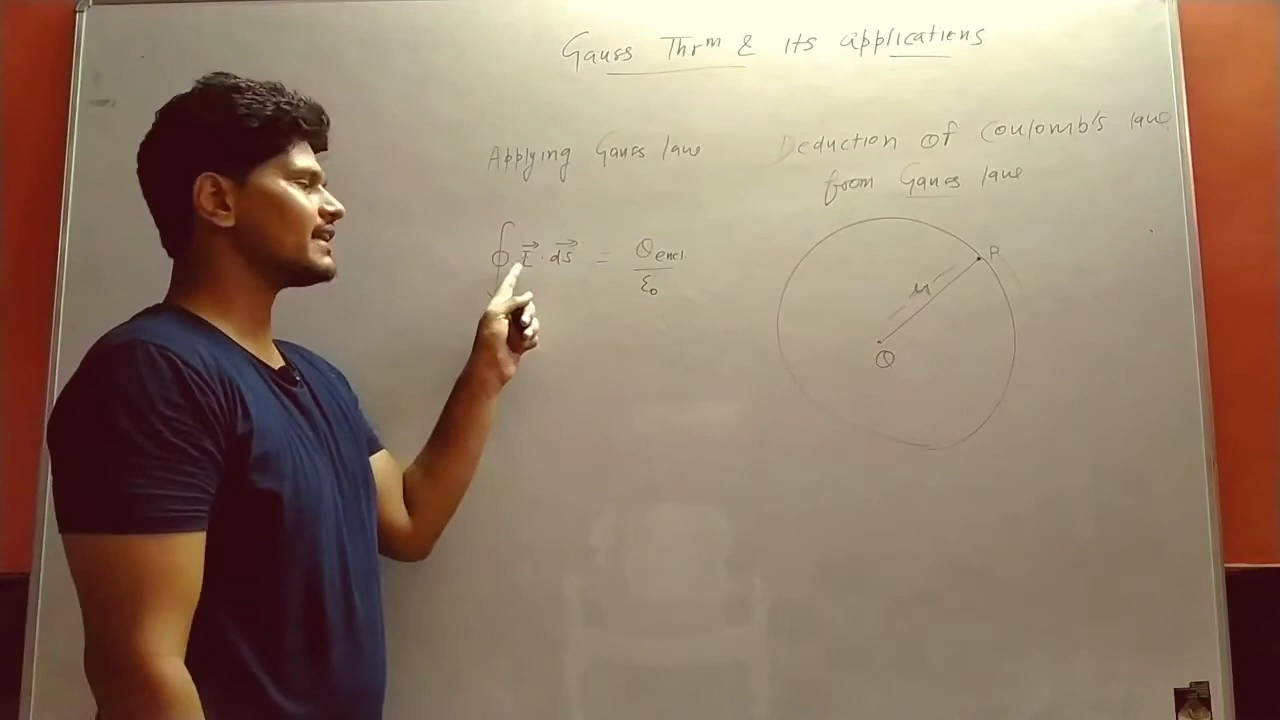 Gauss Thrm & its applications
Applying Gauss law
∮ E⃗ · ds⃗ = Qencl / ε₀
Deduction of Coulomb's law
from Gauss law
P
r
Q